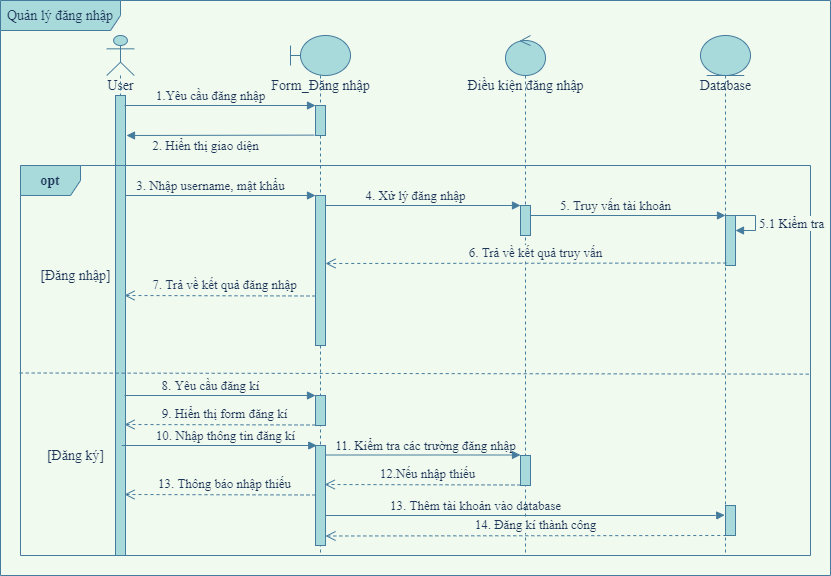 Quản lý đăng nhập
User
Form_Đăng nhập
Điều kiện đăng nhập
Database
1.Yêu cầu đăng nhập
2. Hiển thị giao diện
opt
3. Nhập username, mật khẩu
4. Xử lý đăng nhập
5. Truy vấn tài khoản
5.1 Kiểm tra
6. Trả về kết quả truy vấn
[Đăng nhập]
7. Trả về kết quả đăng nhập
8. Yêu cầu đăng kí
9. Hiển thị form đăng kí
10. Nhập thông tin đăng kí
11. Kiểm tra các trường đăng nhập
[Đăng ký]
12.Nếu nhập thiếu
13. Thông báo nhập thiếu
13. Thêm tài khoản vào database
14. Đăng kí thành công